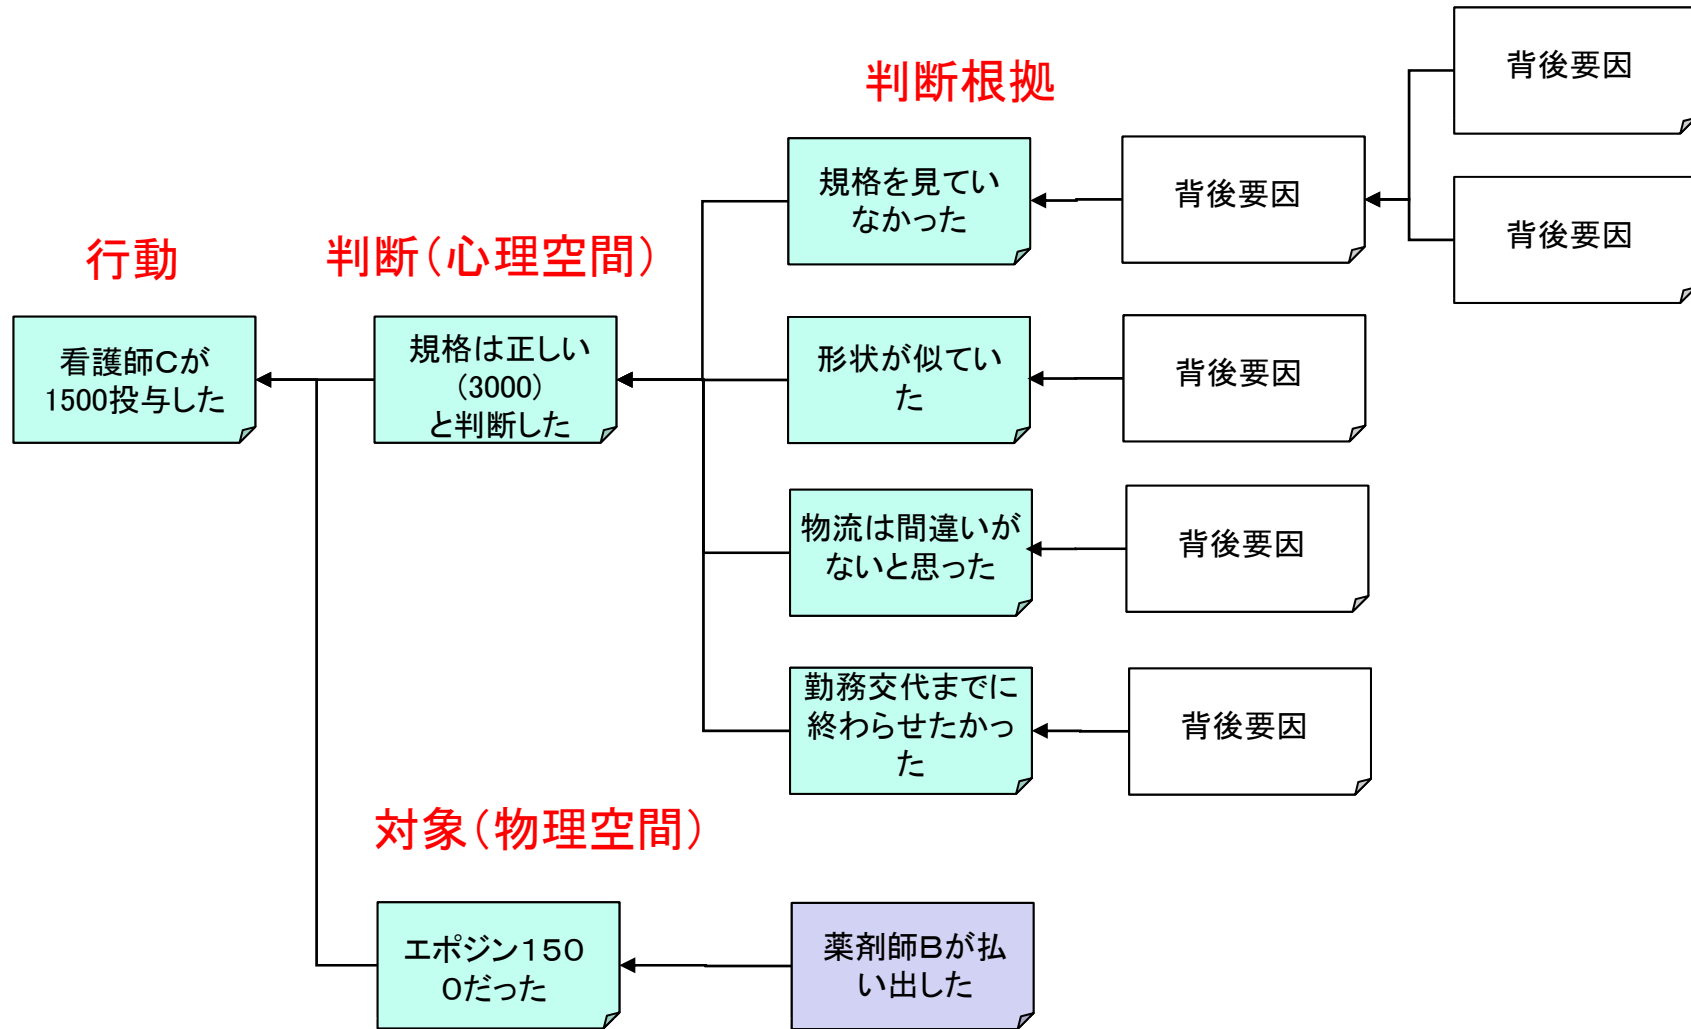 判断根拠
背後要因
規格を見てい
なかった
背後要因
背後要因
行動
判断(心理空間)
看護師Cが
1500投与した
規格は正しい
(3000)
と判断した
形状が似てい
た
背後要因
物流は間違いが
ないと思った
背後要因
勤務交代までに
終わらせたかっ
た
背後要因
対象(物理空間)
エポジン150
0だった
薬剤師Bが払
い出した